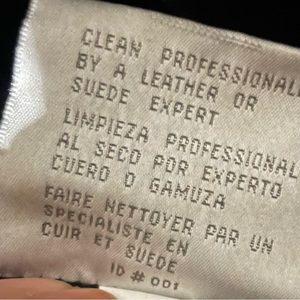 CLEAN PROFESSIONALL
BY A LEATHER OR
SUEDE EXPERT
LIMPIEZA PROFESSIONAL
AL SECO POR EXPERTO
CUERO O GAMUZA
FAIRE NETTOYER PAR UN
SPECIALISTE EN
CUIR ET SUEDE
ID # 001